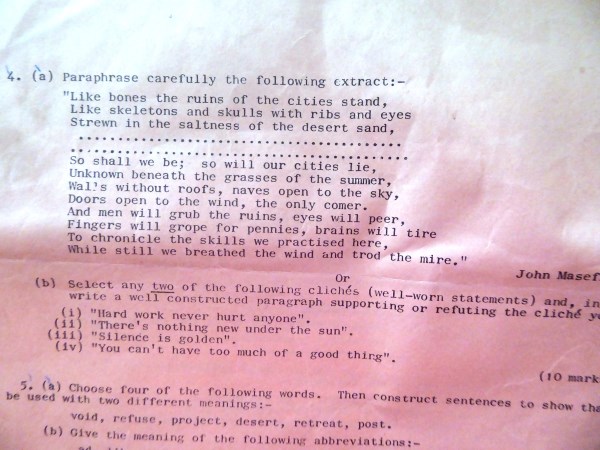 4. (a) Paraphrase carefully the following extract:-
"Like bones the ruins of the cities stand,
Like skeletons and skulls with ribs and eyes
Strewn in the saltness of the desert sand,
..............................................
..............................................
So shall we be; so will our cities lie,
Unknown beneath the grasses of the summer,
Wal's without roofs, naves open to the sky,
Doors open to the wind, the only comer.
And men will grub the ruins, eyes will peer,
Fingers will grope for pennies, brains will tire
To chronicle the skills we practised here,
While still we breathed the wind and trod the mire."
John Masef
Or
(b) Select any two of the following clichés (well-worn statements) and, in
write a well constructed paragraph supporting or refuting the cliché y
(i) "Hard work never hurt anyone".
(ii) "There's nothing new under the sun".
(iii) "Silence is golden".
(iv) "You can't have too much of a good thing".
(10 mark
5. (a) Choose four of the following words. Then construct sentences to show tha
be used with two different meanings:-
void, refuse, project, desert, retreat, post.
(b) Give the meaning of the following abbreviations:-